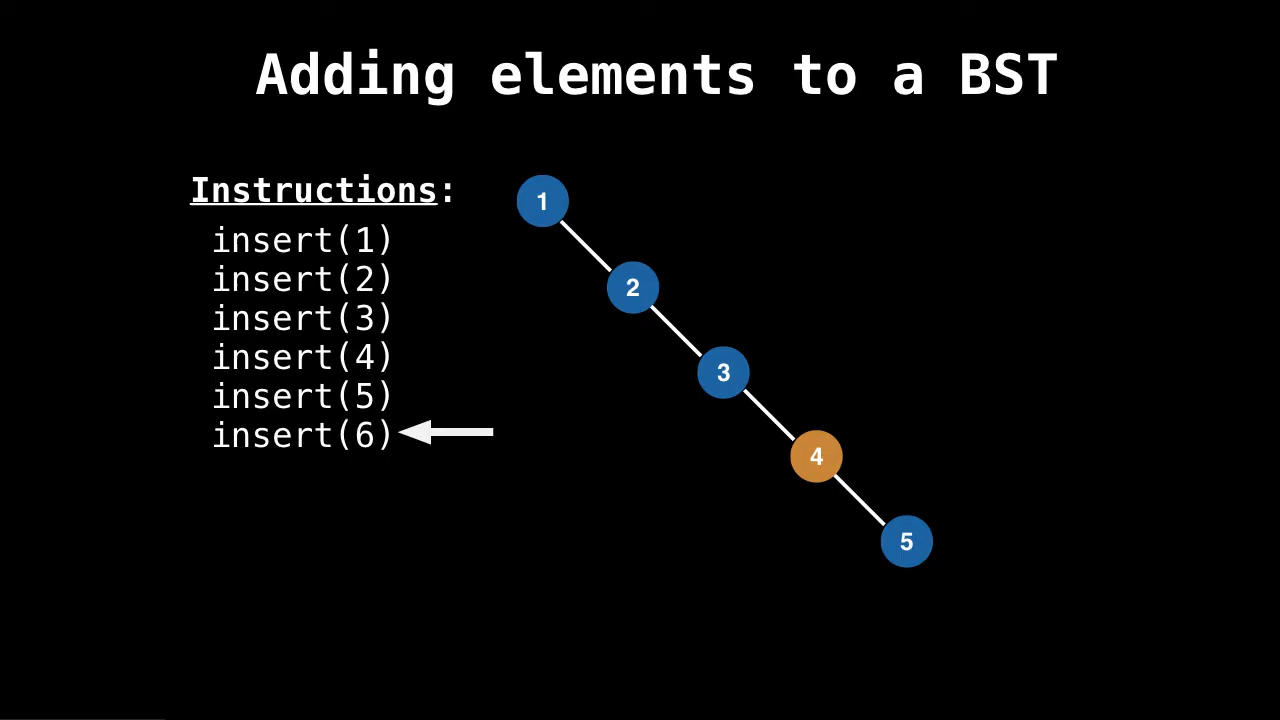 Adding elements to a BST
Instructions:
insert(1)
insert(2)
insert(3)
insert(4)
insert(5)
insert(6)
1
2
3
4
5